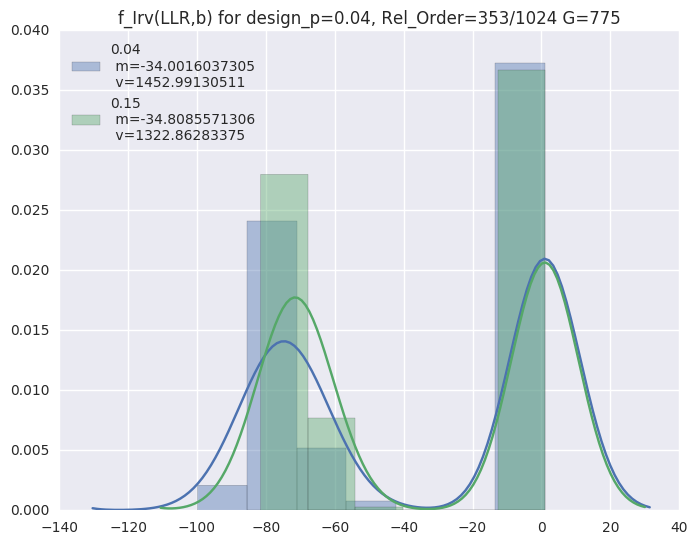 f_Irv(LLR,b) for design_p=0.04, Rel_Order=353/1024 G=775
0.040
0.035
0.030
0.025
0.020
0.015
0.010
0.005
0.000
0.04
m=-34.0016037305
v=1452.99130511
0.15
m=-34.8085571306
v=1322.86283375
−140 −120 −100 −80 −60 −40 −20 0 20 40